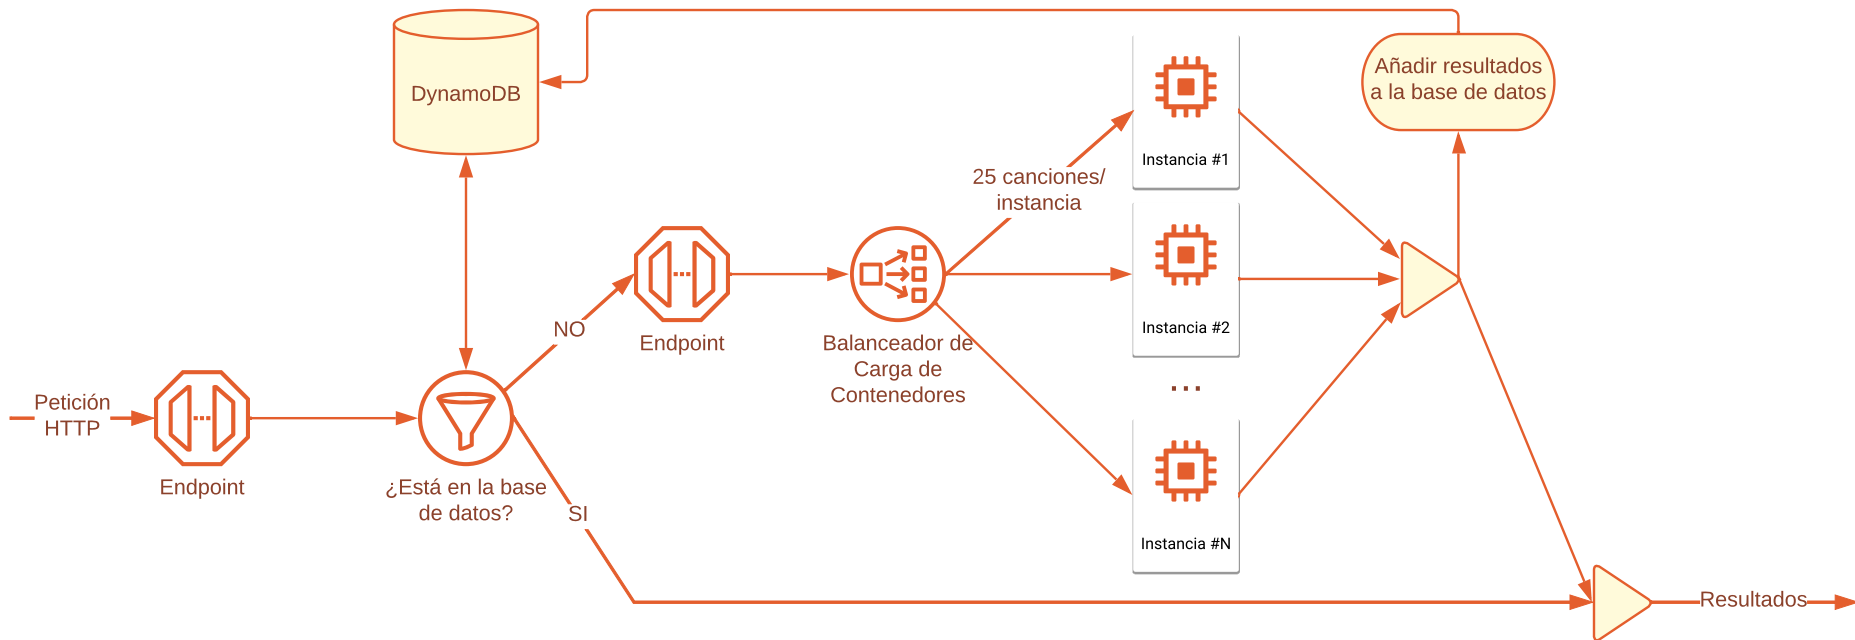 DynamoDB
Añadir resultados
a la base de datos
Instancia #1
25 canciones/
instancia
Instancia #2
NO
Endpoint
Balanceador de
Carga de
Contenedores
...
Petición
HTTP
Endpoint
¿Está en la base
de datos?
SI
Instancia #N
Resultados